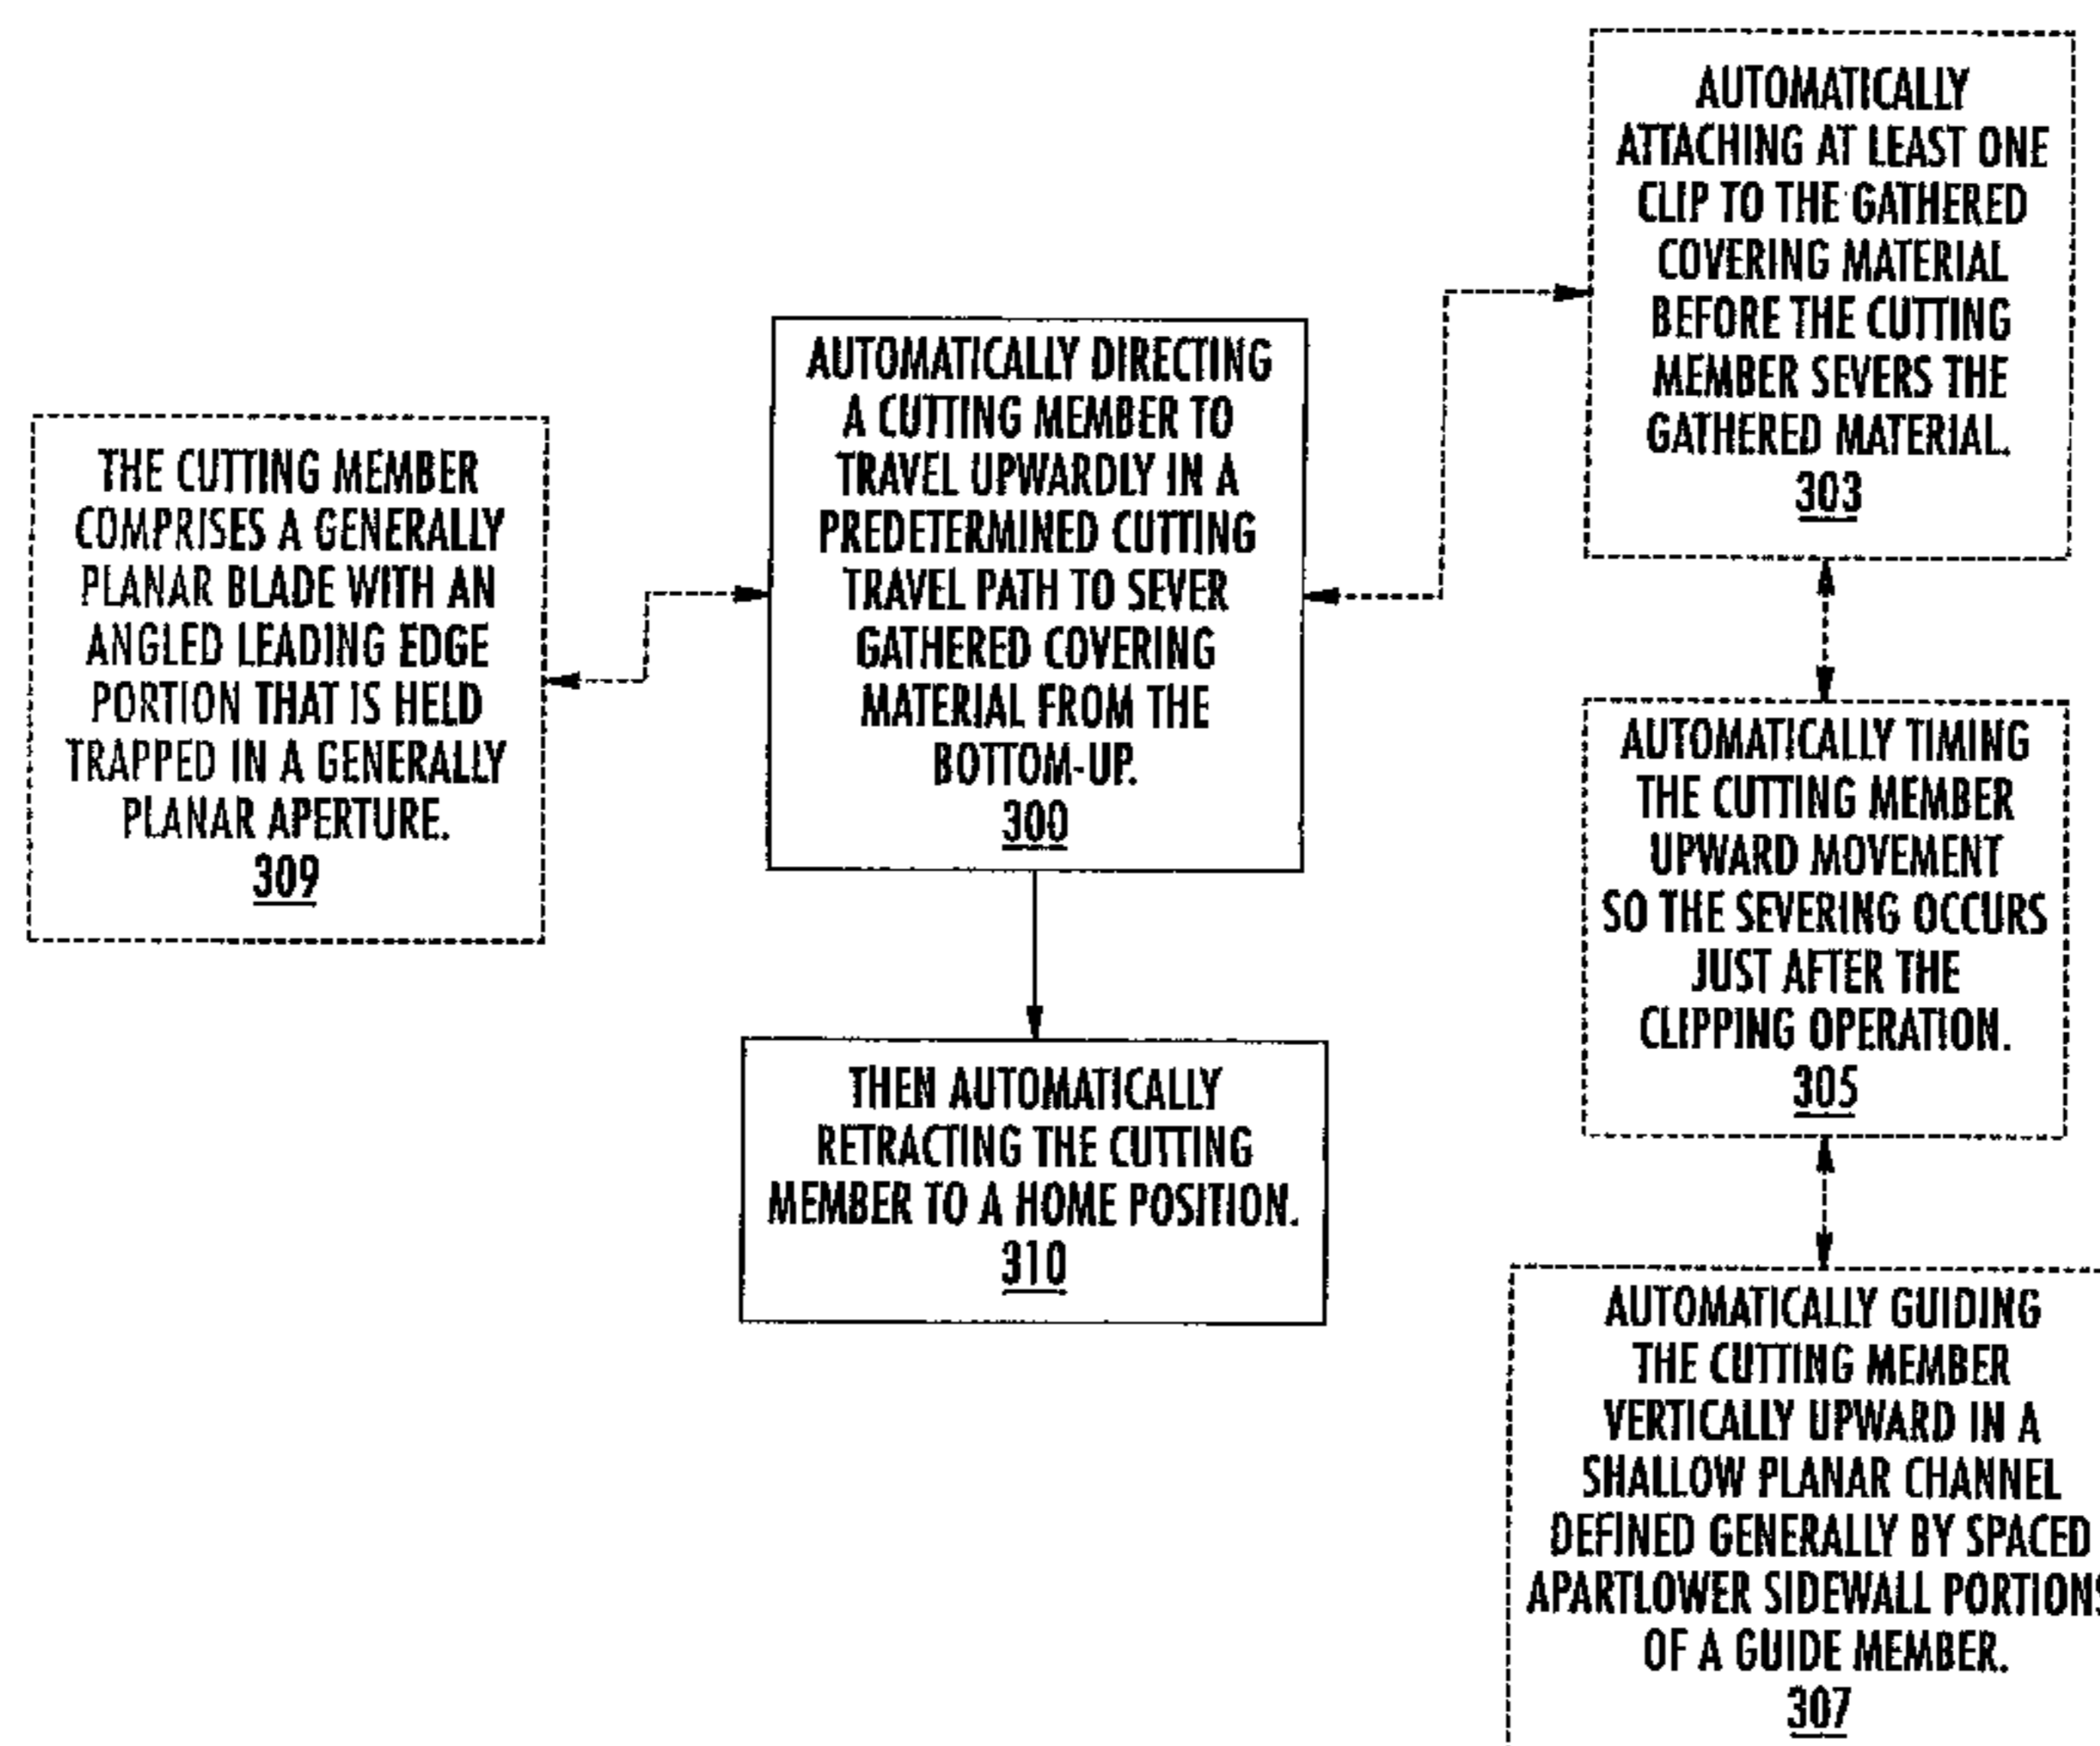 THE CUTTING MEMBER
COMPRISES A GENERALLY
PLANAR BLADE WITH AN
ANGLED LEADING EDGE
PORTION THAT IS HELD
TRAPPED IN A GENERALLY
PLANAR APERTURE.
309
AUTOMATICALLY DIRECTING
A CUTTING MEMBER TO
TRAVEL UPWARDLY IN A
PREDETERMINED CUTTING
TRAVEL PATH TO SEVER
GATHERED COVERING
MATERIAL FROM THE
BOTTOM-UP.
300
THEN AUTOMATICALLY
RETRACTING THE CUTTING
MEMBER TO A HOME POSITION.
310
AUTOMATICALLY
ATTACHING AT LEAST ONE
CLIP TO THE GATHERED
COVERING MATERIAL
BEFORE THE CUTTING
MEMBER SEVERS THE
GATHERED MATERIAL.
303
AUTOMATICALLY TIMING
THE CUTTING MEMBER
UPWARD MOVEMENT
SO THE SEVERING OCCURS
JUST AFTER THE
CLIPPING OPERATION.
305
AUTOMATICALLY GUIDING
THE CUTTING MEMBER
VERTICALLY UPWARD IN A
SHALLOW PLANAR CHANNEL
DEFINED GENERALLY BY SPACED
APARTLOWER SIDEWALL PORTIONS
OF A GUIDE MEMBER.
307